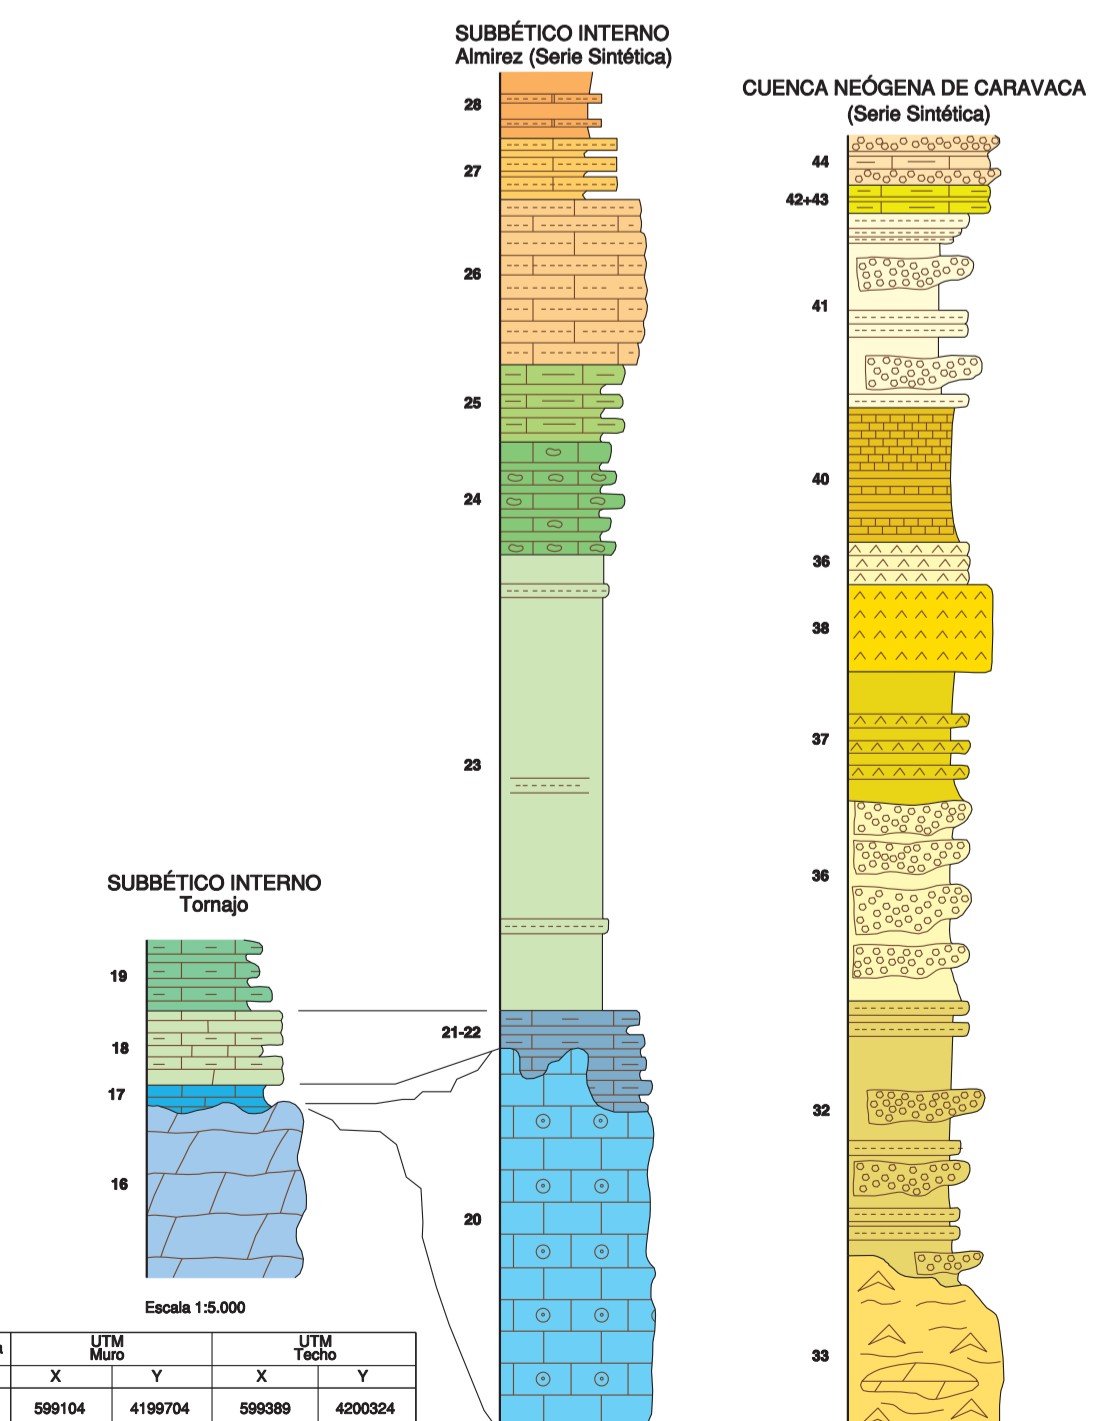 SUBBÉTICO INTERNO
Almirez (Serie Sintética)
28
27
26
25
24
23
21-22
20
CUENCA NEÓGENA DE CARAVACA
(Serie Sintética)
44
42+43
41
40
36
38
37
36
32
33
SUBBÉTICO INTERNO
Tornajo
19
18
17
16
Escala 1:5.000
UTM UTM
Muro Techo
X Y X Y
599104 4199704 599389 4200324